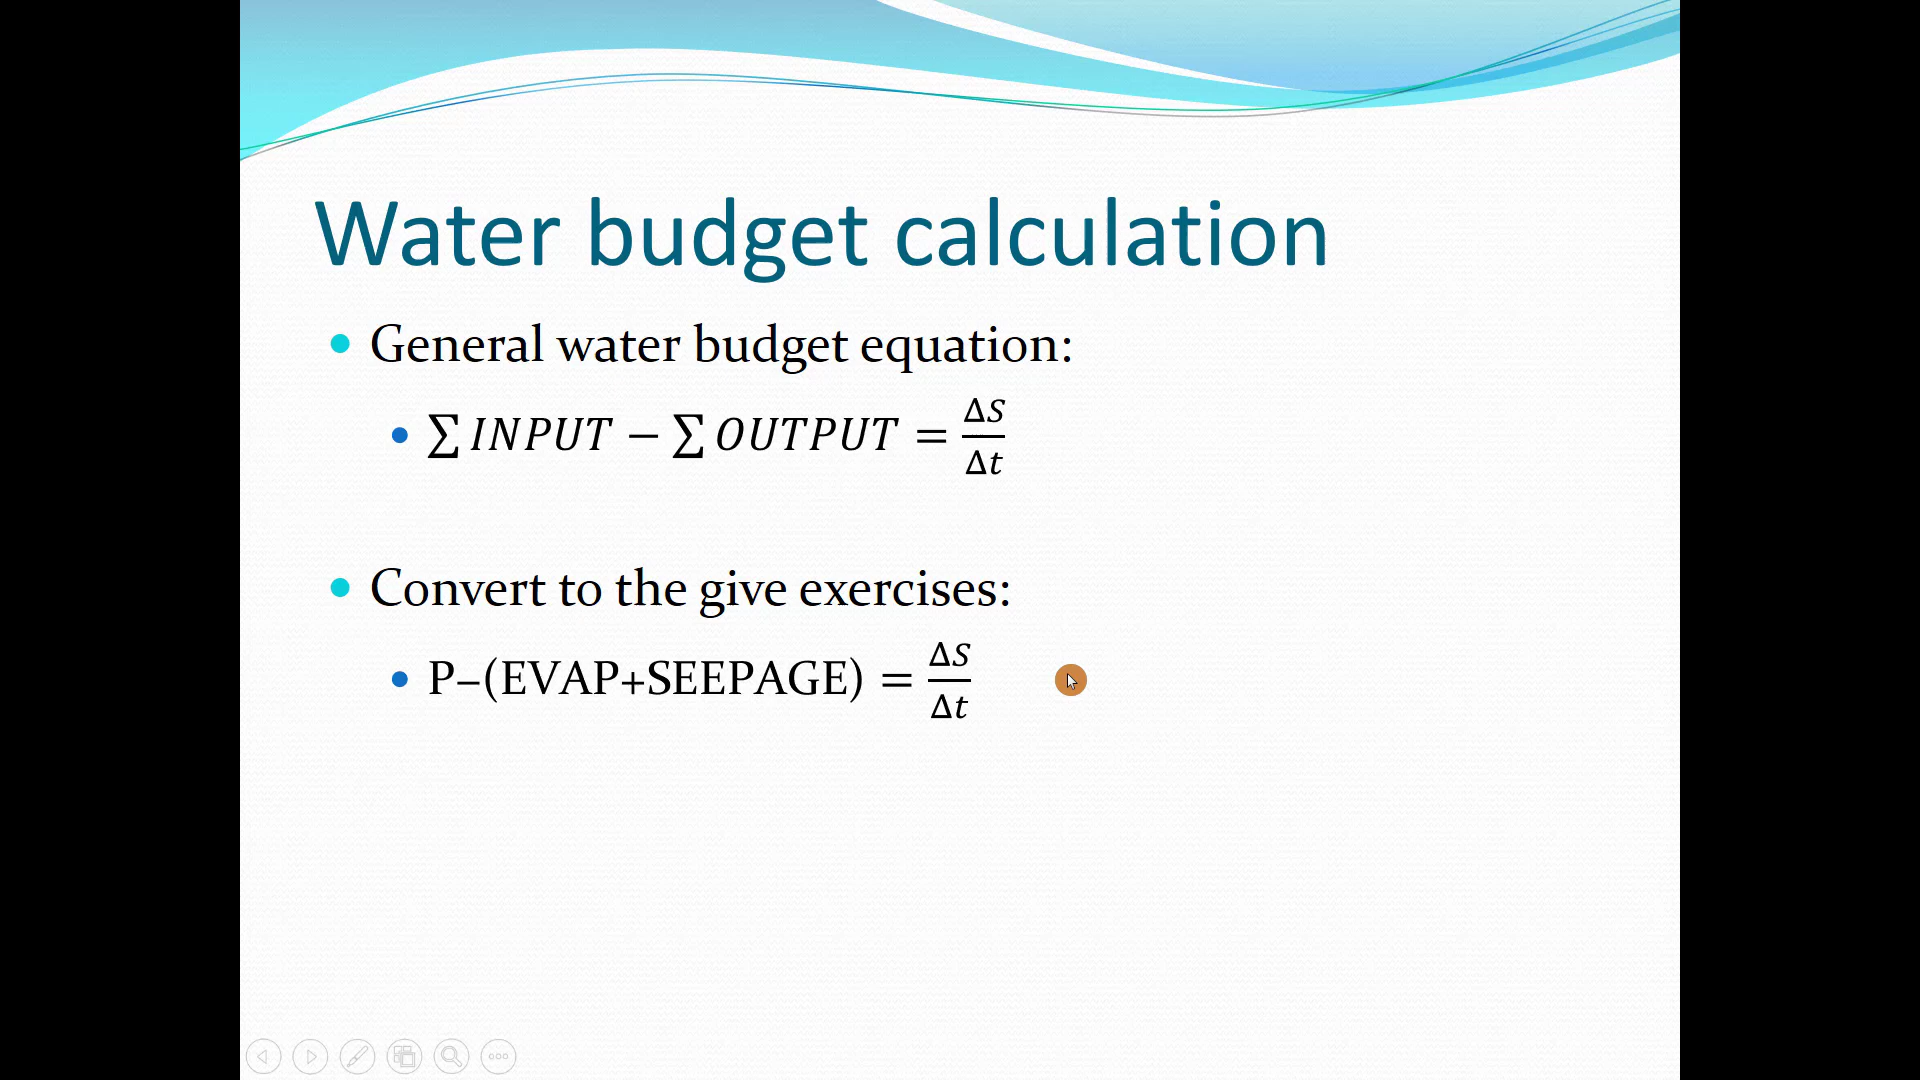 Water budget calculation
General water budget equation:
∑ INPUT − ∑ OUTPUT = ΔS/Δt
Convert to the give exercises:
P−(EVAP+SEEPAGE) = ΔS/Δt